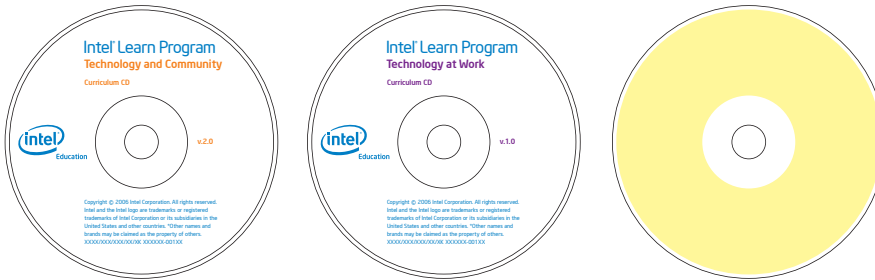 Intel® Learn Program
Technology and Community
Curriculum CD
intel®
Education
v.2.0
Copyright © 2006 Intel Corporation. All rights reserved.
Intel and the Intel logo are trademarks or registered
trademarks of Intel Corporation or its subsidiaries in the
United States and other countries. *Other names and
brands may be claimed as the property of others.
XXXX/XXX/XXX/XX/XK XXXXXX-001XX
Intel® Learn Program
Technology at Work
Curriculum CD
intel®
Education
v.1.0
Copyright © 2006 Intel Corporation. All rights reserved.
Intel and the Intel logo are trademarks or registered
trademarks of Intel Corporation or its subsidiaries in the
United States and other countries. *Other names and
brands may be claimed as the property of others.
XXXX/XXX/XXX/XX/XK XXXXXX-001XX